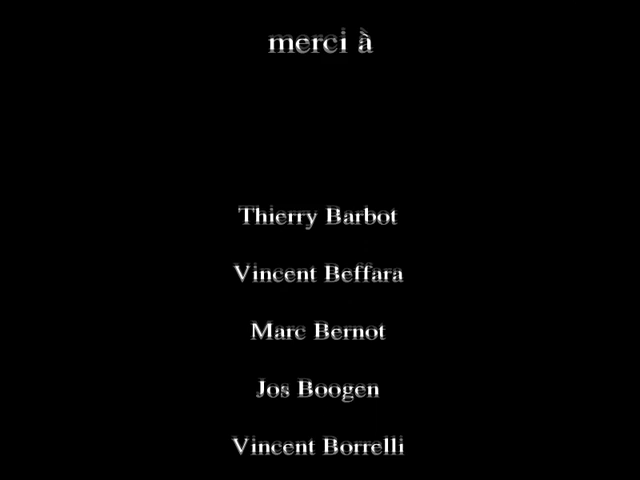 merci à
Thierry Barbot
Vincent Beffara
Marc Bernot
Jos Boogen
Vincent Borrelli